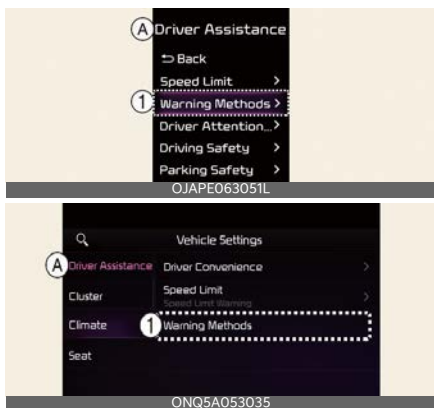 A Driver Assistance
⮌ Back
Speed Limit >
1 Warning Methods >
Driver Attention... >
Driving Safety >
Parking Safety >
OJAPE063051L
Vehicle Settings
A Driver Assistance Driver Convenience >
Cluster Speed Limit >
Speed Limit Warning
Climate 1 Warning Methods
Seat
ONQ5A053035